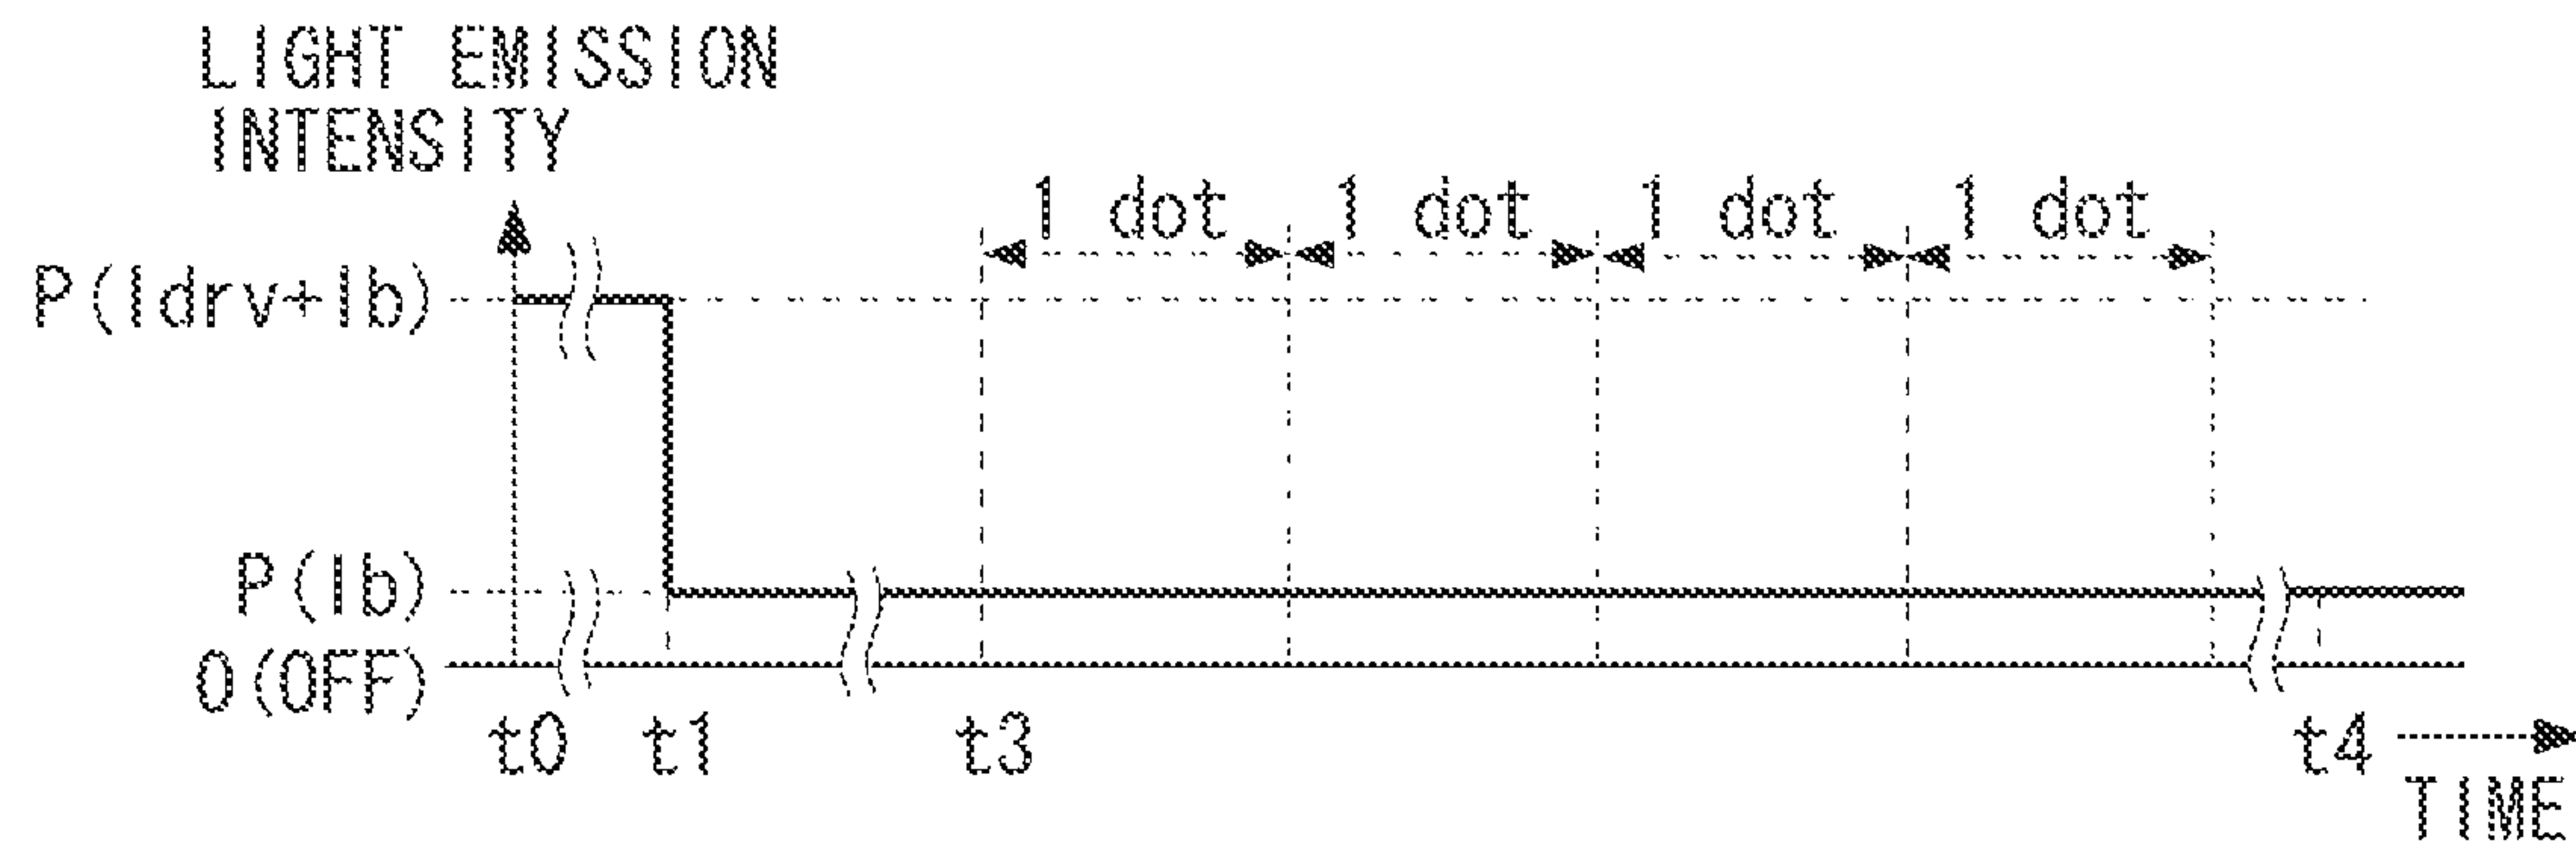 LIGHT EMISSION
INTENSITY
1 dot 1 dot 1 dot 1 dot
P(Idrv+Ib)
P(Ib)
0(OFF)
t0 t1 t3 t4
TIME